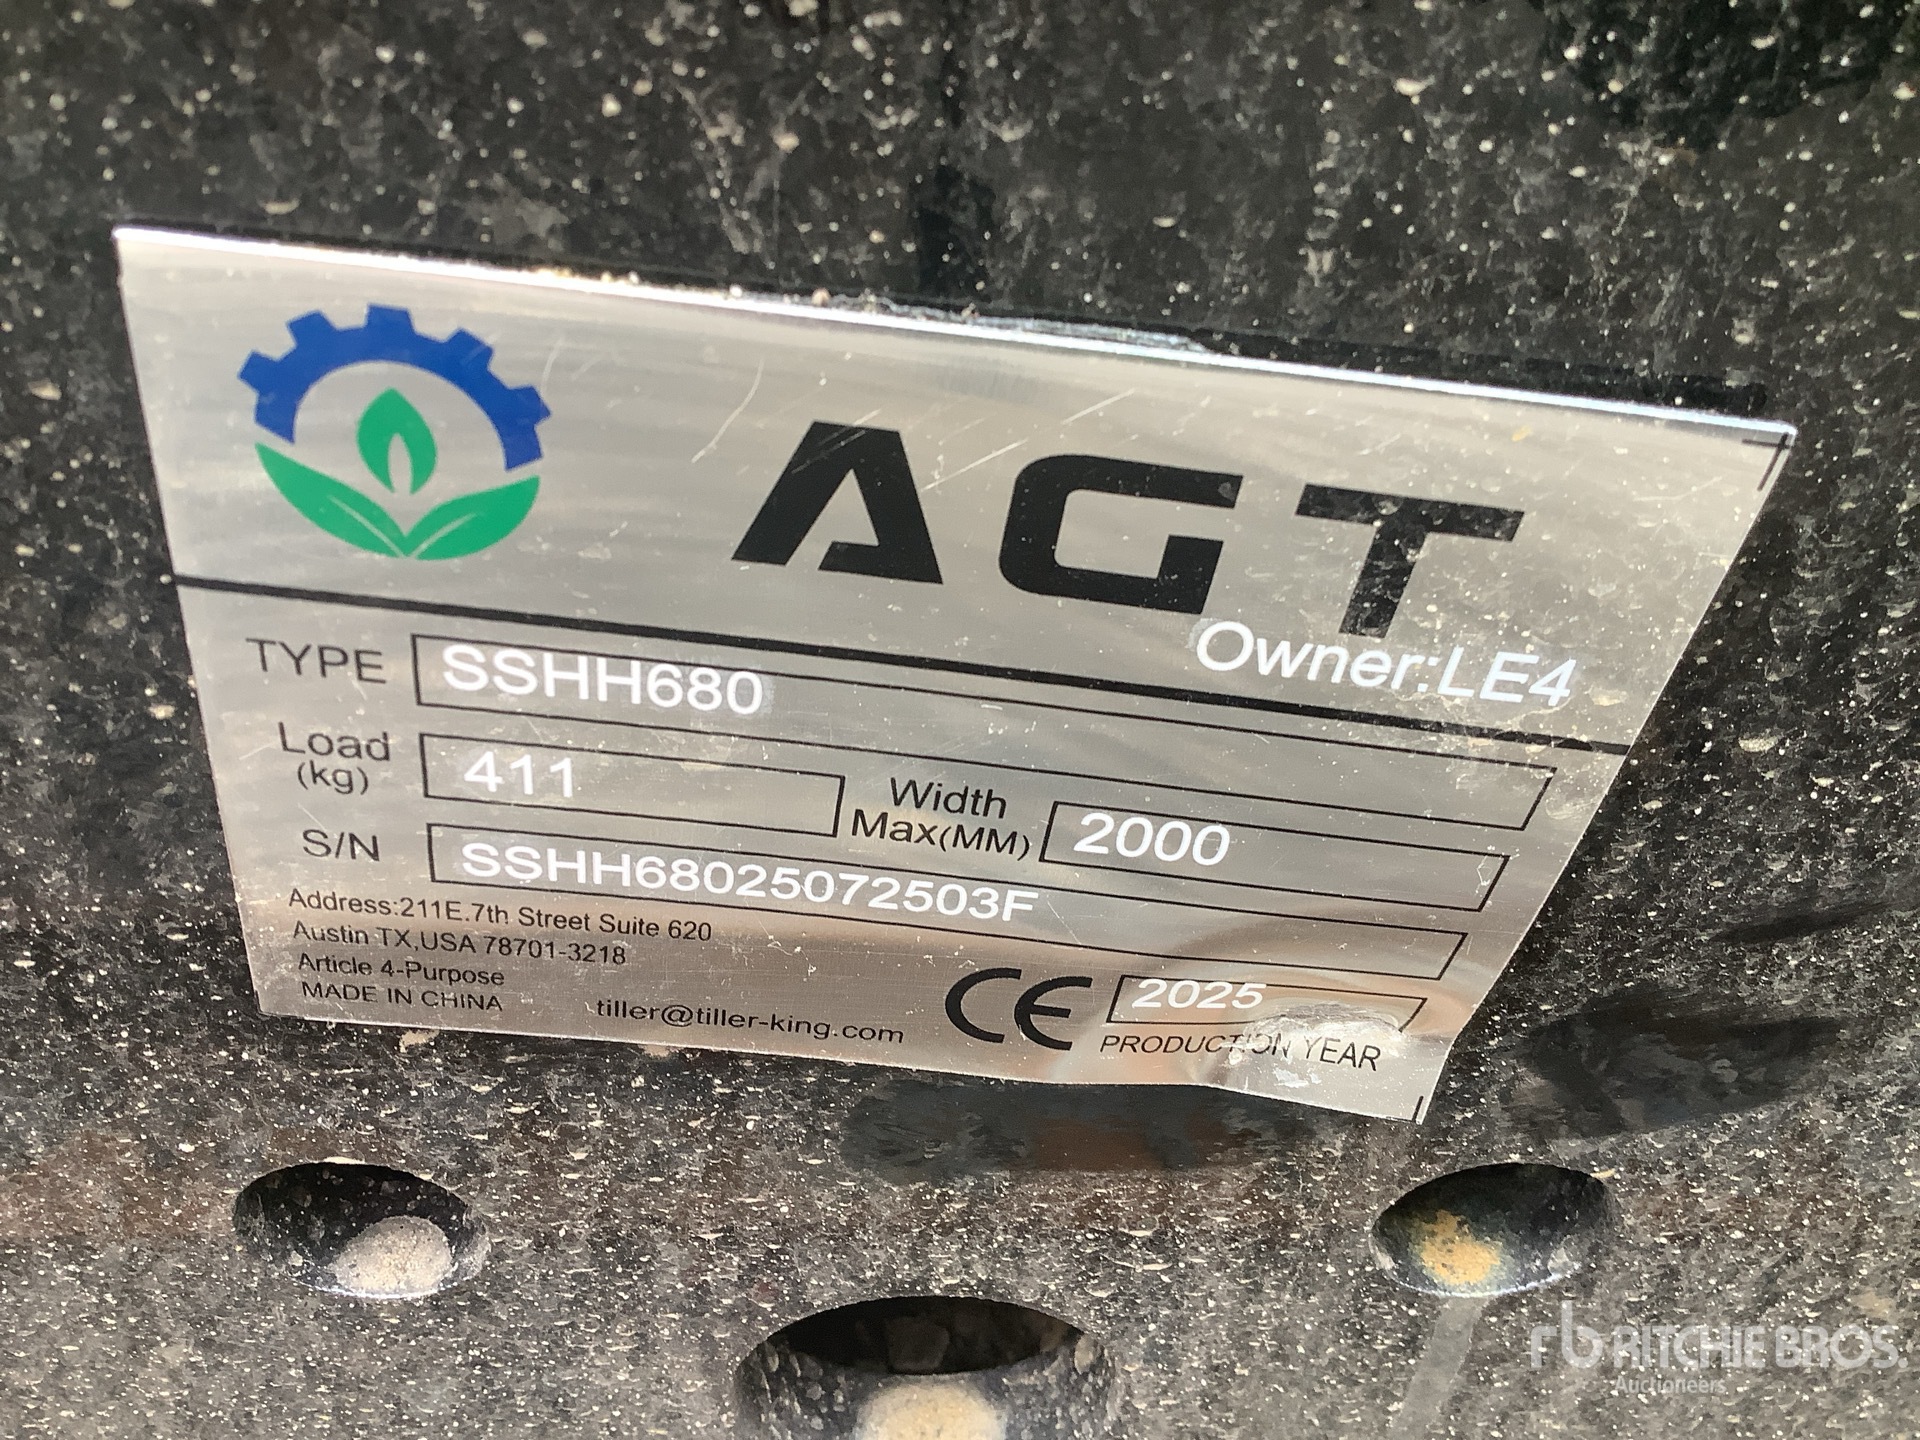 AGT
Owner:LE4
TYPE SSHH680
Load (kg) 411 Width Max(MM) 2000
S/N SSHH68025072503F
Address:211E.7th Street Suite 620
Austin TX,USA 78701-3218
Article 4-Purpose
MADE IN CHINA
tiller@tiller-king.com
CE 2025
PRODUCTION YEAR
rb RITCHIE BROS.
Auctioneers